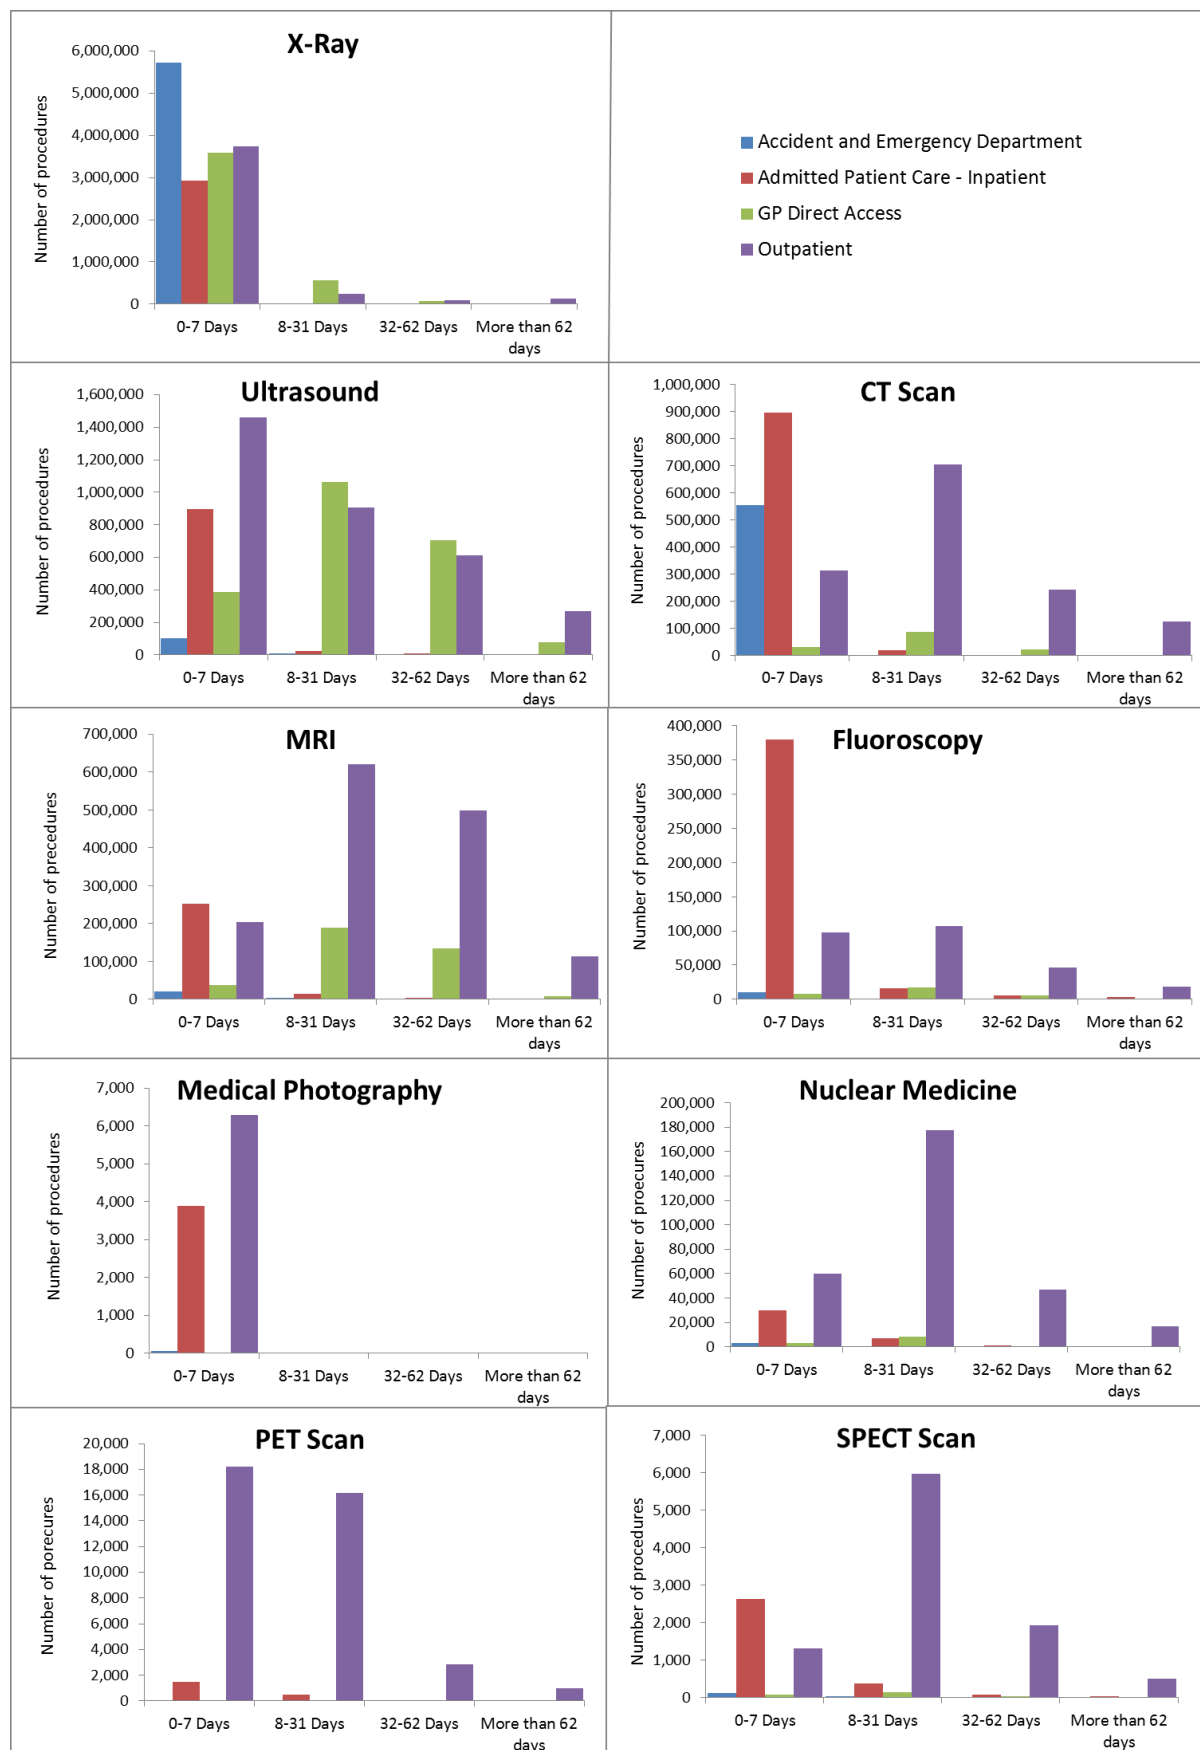 X-Ray
Number of procedures
6,000,000
5,000,000
4,000,000
3,000,000
2,000,000
1,000,000
0
0-7 Days
8-31 Days
32-62 Days
More than 62
days
Accident and Emergency Department
Admitted Patient Care - Inpatient
GP Direct Access
Outpatient
Ultrasound
Number of procedures
1,600,000
1,400,000
1,200,000
1,000,000
800,000
600,000
400,000
200,000
0
0-7 Days
8-31 Days
32-62 Days
More than 62
days
CT Scan
Number of procedures
1,000,000
900,000
800,000
700,000
600,000
500,000
400,000
300,000
200,000
100,000
0
0-7 Days
8-31 Days
32-62 Days
More than 62
days
MRI
Number of precedures
700,000
600,000
500,000
400,000
300,000
200,000
100,000
0
0-7 Days
8-31 Days
32-62 Days
More than 62
days
Fluoroscopy
Number of procedures
400,000
350,000
300,000
250,000
200,000
150,000
100,000
50,000
0
0-7 Days
8-31 Days
32-62 Days
More than 62
days
Medical Photography
Number of procedures
7,000
6,000
5,000
4,000
3,000
2,000
1,000
0
0-7 Days
8-31 Days
32-62 Days
More than 62
days
Nuclear Medicine
Number of proecures
200,000
180,000
160,000
140,000
120,000
100,000
80,000
60,000
40,000
20,000
0
0-7 Days
8-31 Days
32-62 Days
More than 62
days
PET Scan
Number of porecures
20,000
18,000
16,000
14,000
12,000
10,000
8,000
6,000
4,000
2,000
0
0-7 Days
8-31 Days
32-62 Days
More than 62
days
SPECT Scan
Number of procedures
7,000
6,000
5,000
4,000
3,000
2,000
1,000
0
0-7 Days
8-31 Days
32-62 Days
More than 62
days